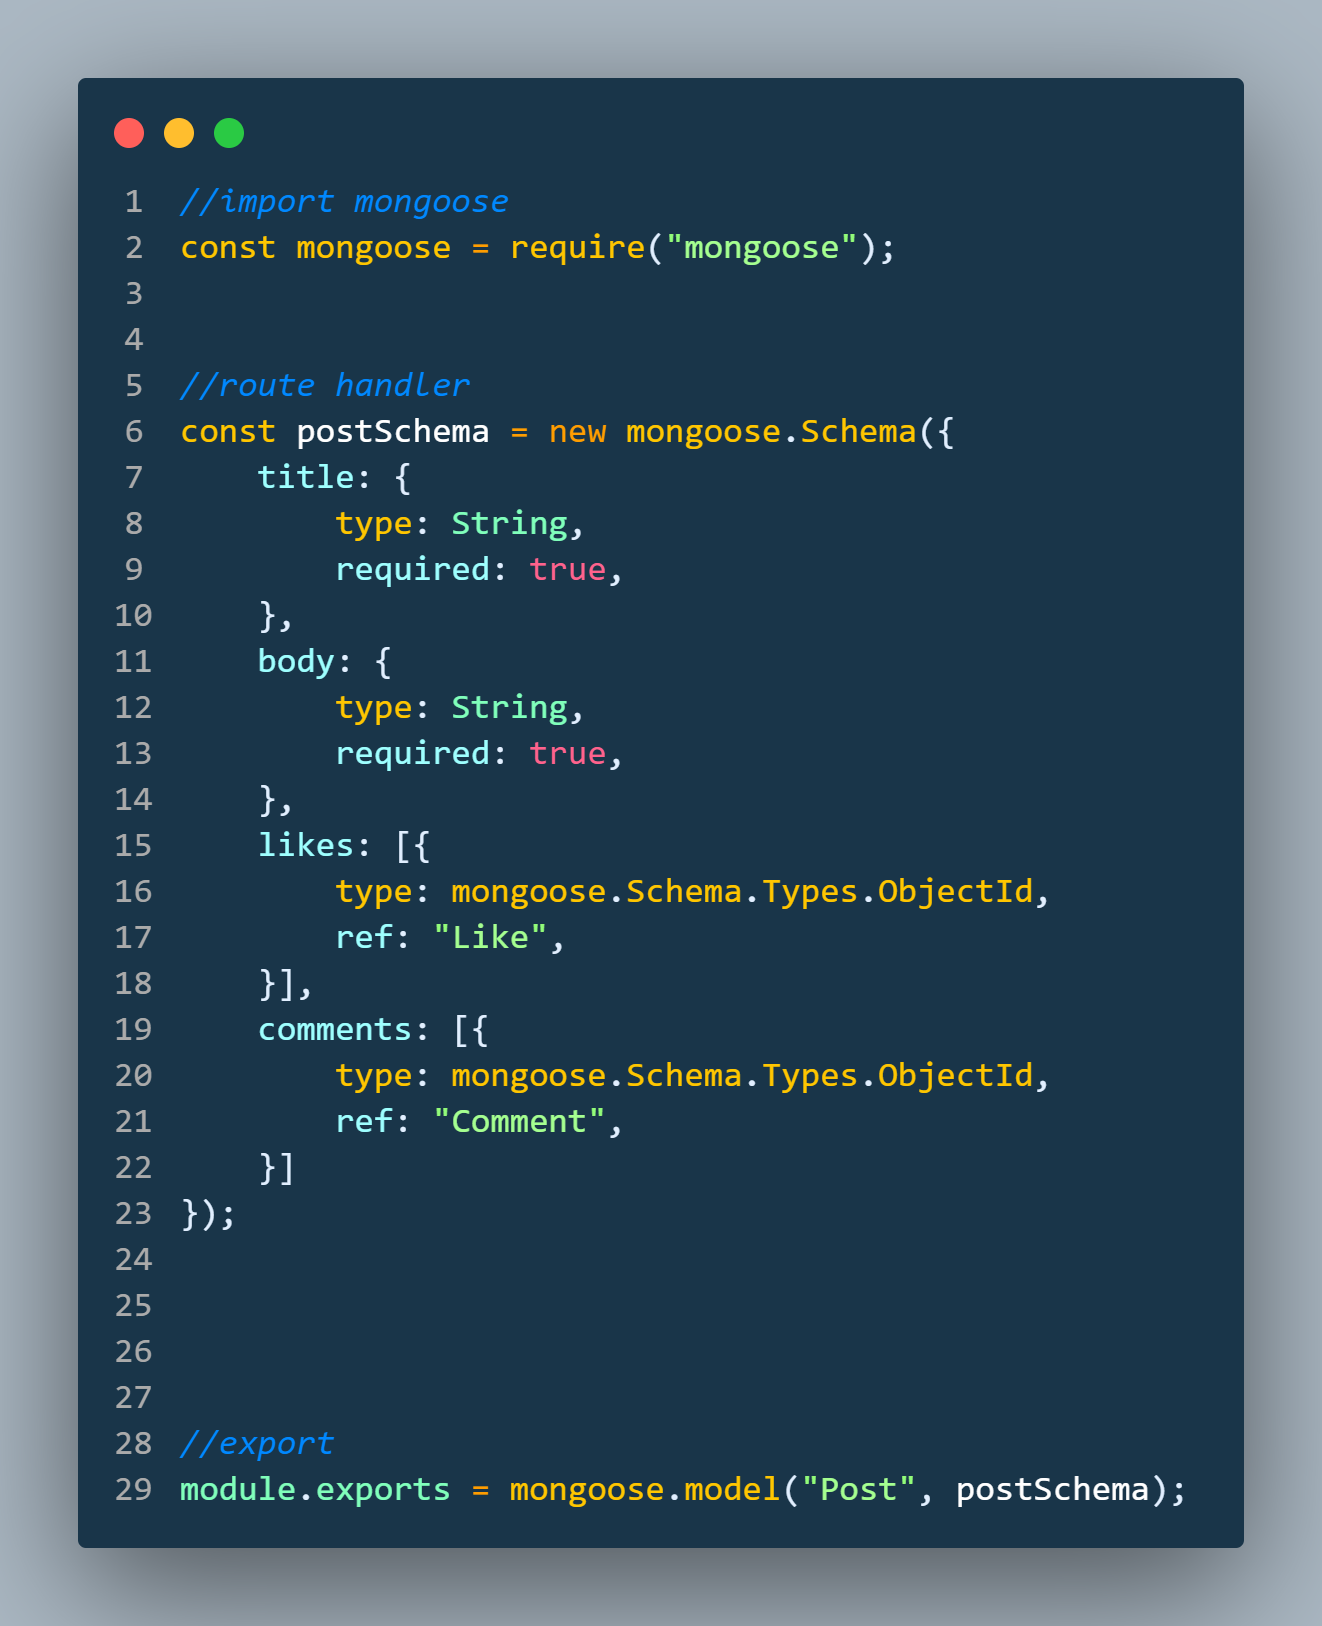 1 //import mongoose
2 const mongoose = require("mongoose");
3
4
5 //route handler
6 const postSchema = new mongoose.Schema({
7     title: {
8         type: String,
9         required: true,
10     },
11     body: {
12         type: String,
13         required: true,
14     },
15     likes: [{
16         type: mongoose.Schema.Types.ObjectId,
17         ref: "Like",
18     }],
19     comments: [{
20         type: mongoose.Schema.Types.ObjectId,
21         ref: "Comment",
22     }]
23 });
24
25
26
27
28 //export
29 module.exports = mongoose.model("Post", postSchema);